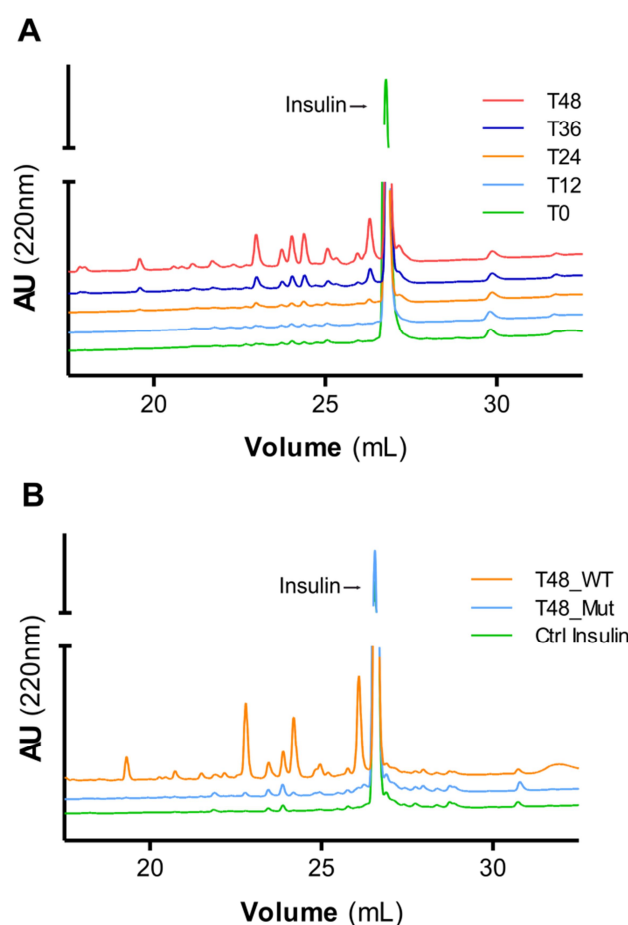 A
Insulin
T48
T36
T24
T12
T0
AU (220nm)
20
25
30
Volume (mL)
B
Insulin
T48_WT
T48_Mut
Ctrl Insulin
AU (220nm)
20
25
30
Volume (mL)